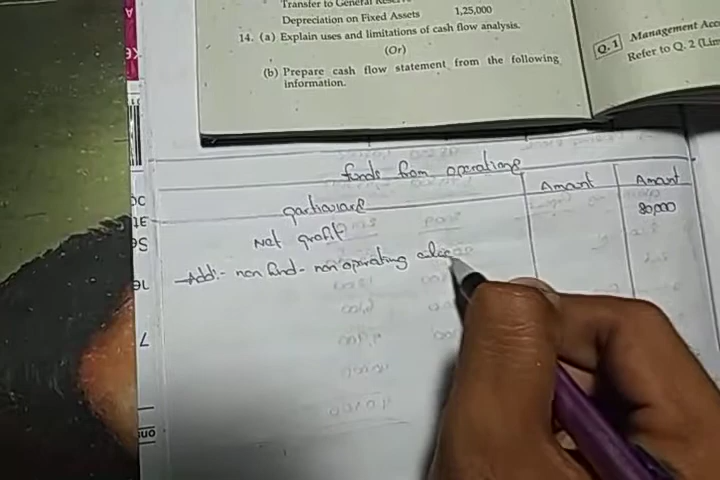 Transfer to General Reserve
Depreciation on Fixed Assets 1,25,000
14. (a) Explain uses and limitations of cash flow analysis.
(Or)
(b) Prepare cash flow statement from the following
information.
Q. 1 Management Acc
Refer to Q. 2 (Lim
funds from operations
particulars Amount Amount
Net profit 80,000
Add:- non fund - non operating